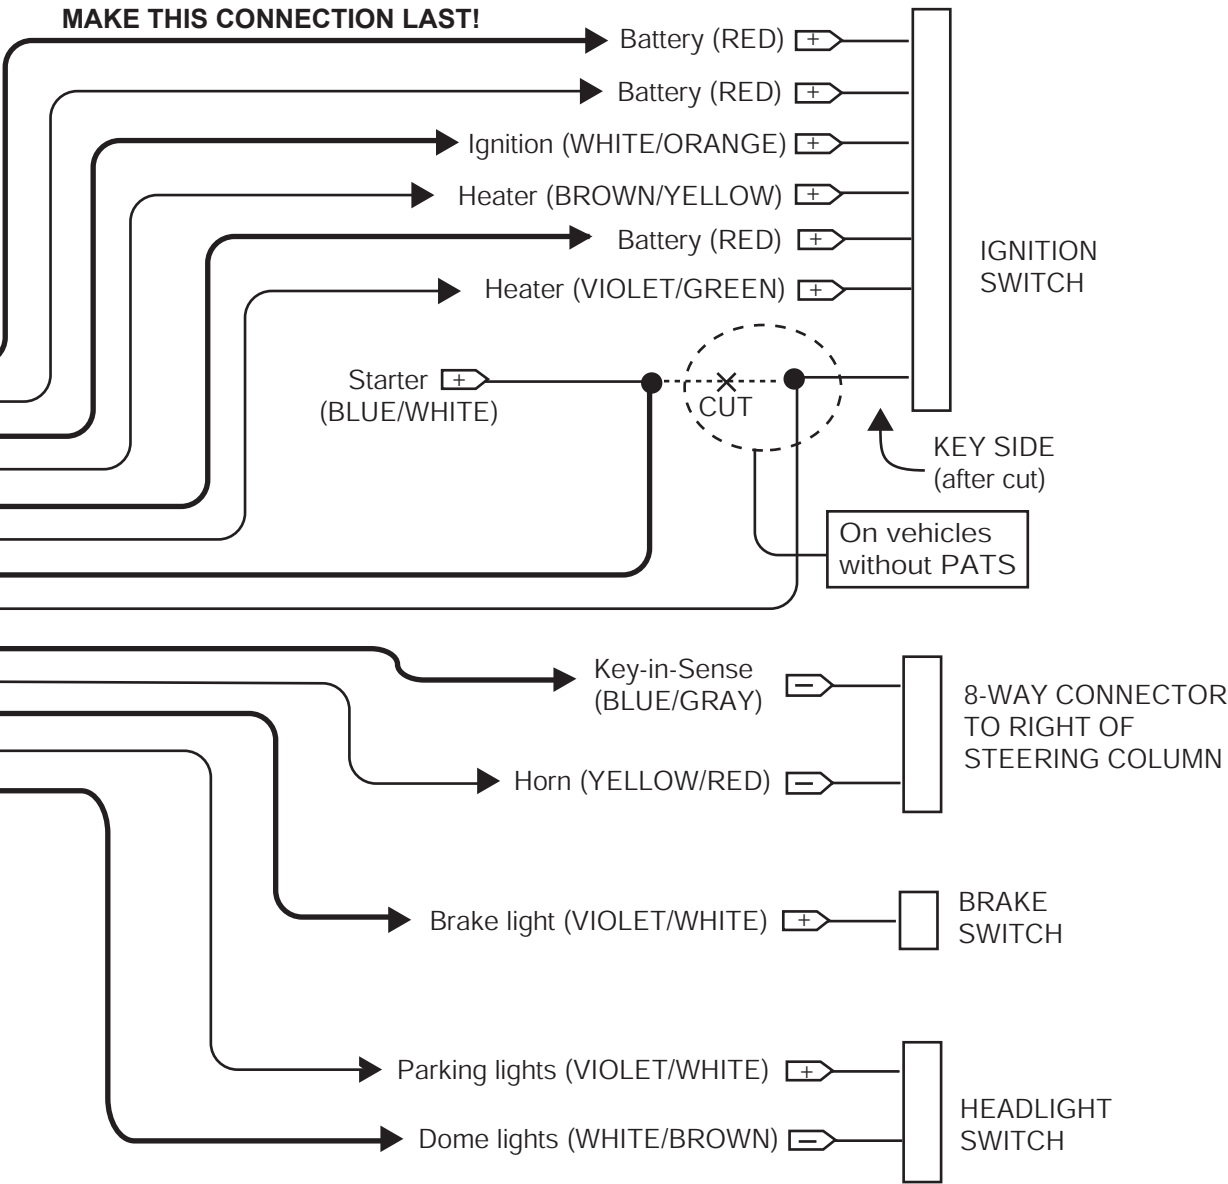 MAKE THIS CONNECTION LAST!
Battery (RED) +
Battery (RED) +
Ignition (WHITE/ORANGE) +
Heater (BROWN/YELLOW) +
Battery (RED) +
Heater (VIOLET/GREEN) +
IGNITION
SWITCH
Starter +
(BLUE/WHITE)
CUT
KEY SIDE
(after cut)
On vehicles
without PATS
Key-in-Sense
(BLUE/GRAY) −
Horn (YELLOW/RED) −
8-WAY CONNECTOR
TO RIGHT OF
STEERING COLUMN
Brake light (VIOLET/WHITE) +
BRAKE
SWITCH
Parking lights (VIOLET/WHITE) +
Dome lights (WHITE/BROWN) −
HEADLIGHT
SWITCH